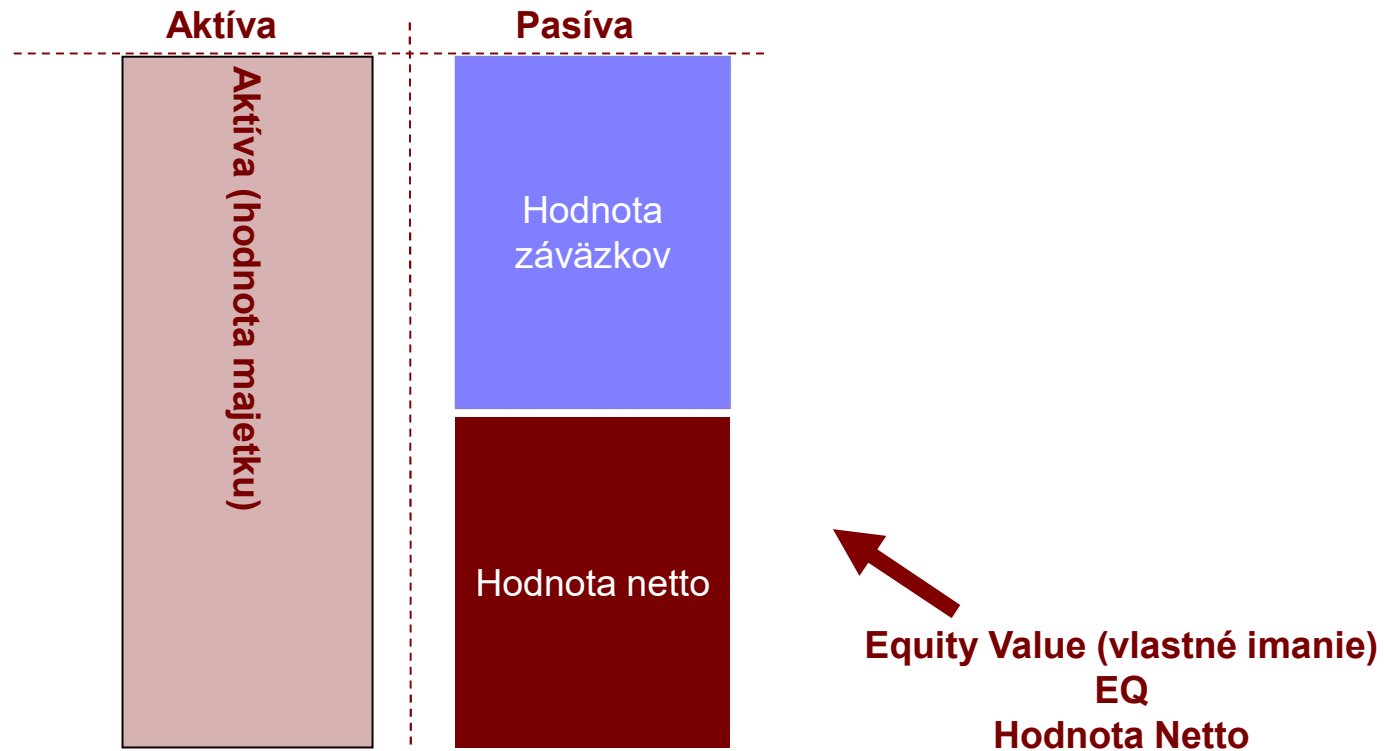 Aktíva
Pasíva
Aktíva (hodnota majetku)
Hodnota
záväzkov
Hodnota netto
Equity Value (vlastné imanie)
EQ
Hodnota Netto